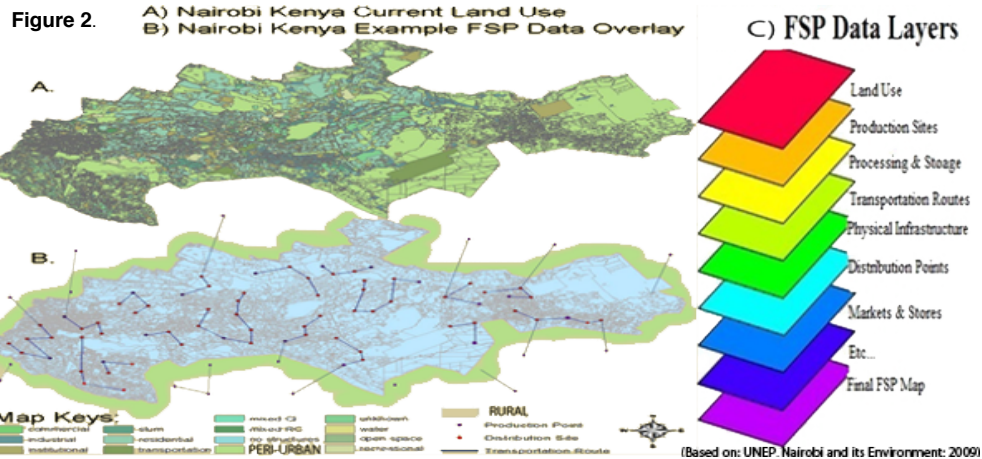 Figure 2.
A) Nairobi Kenya Current Land Use
B) Nairobi Kenya Example FSP Data Overlay
C) FSP Data Layers
A.
Land Use
Production Sites
Processing & Stoage
Transportation Routes
Physical Infrastructure
Distribution Points
Markets & Stores
Etc...
Final FSP Map
B.
Map Keys:
commercial
industrial
institutional
slum
residential
transportation
mixed CI
mixed RG
no structures
PERI-URBAN
unknown
water
open space
recreational
RURAL
Production Point
Distribution Site
Transportation Route
(Based on: UNEP, Nairobi and its Environment: 2009)